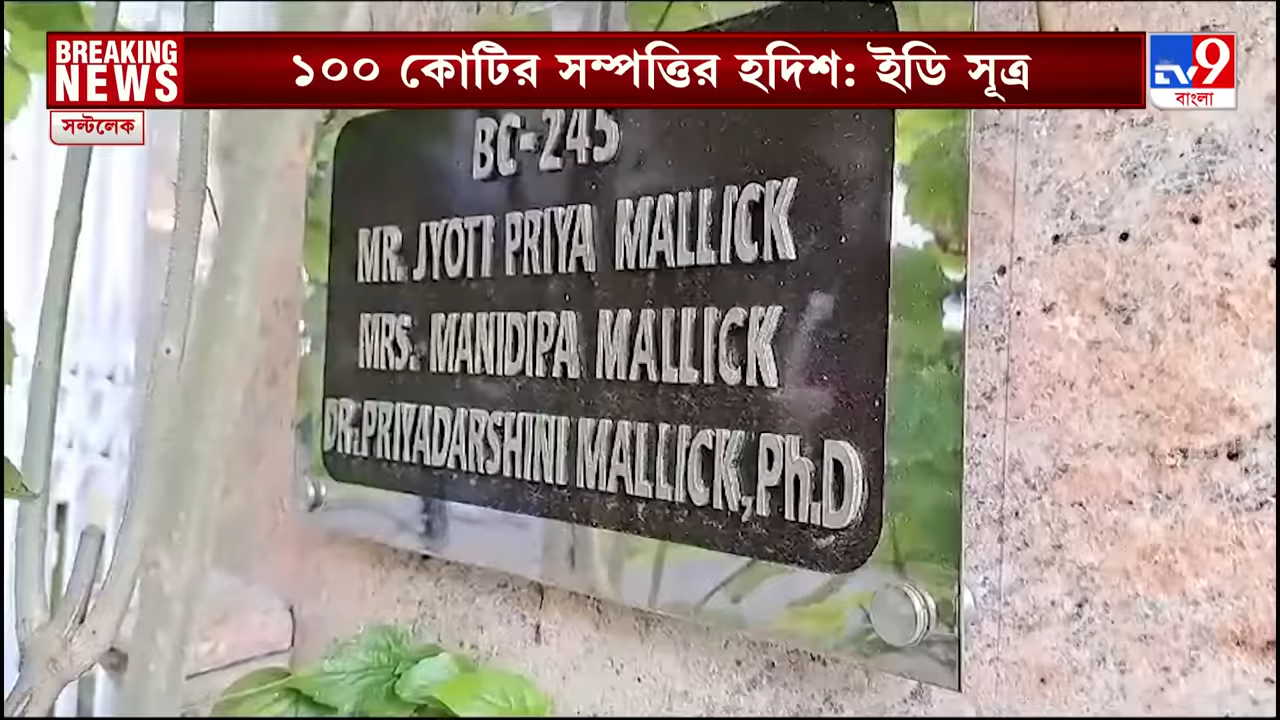 BREAKING
NEWS
১০০ কোটির সম্পত্তির হদিশ: ইডি সূত্র
TV9
বাংলা
সল্টলেক
BC-245
MR. JYOTI PRIYA MALLICK
MRS. MANIDIPA MALLICK
DR.PRIYADARSHINI MALLICK,Ph.D